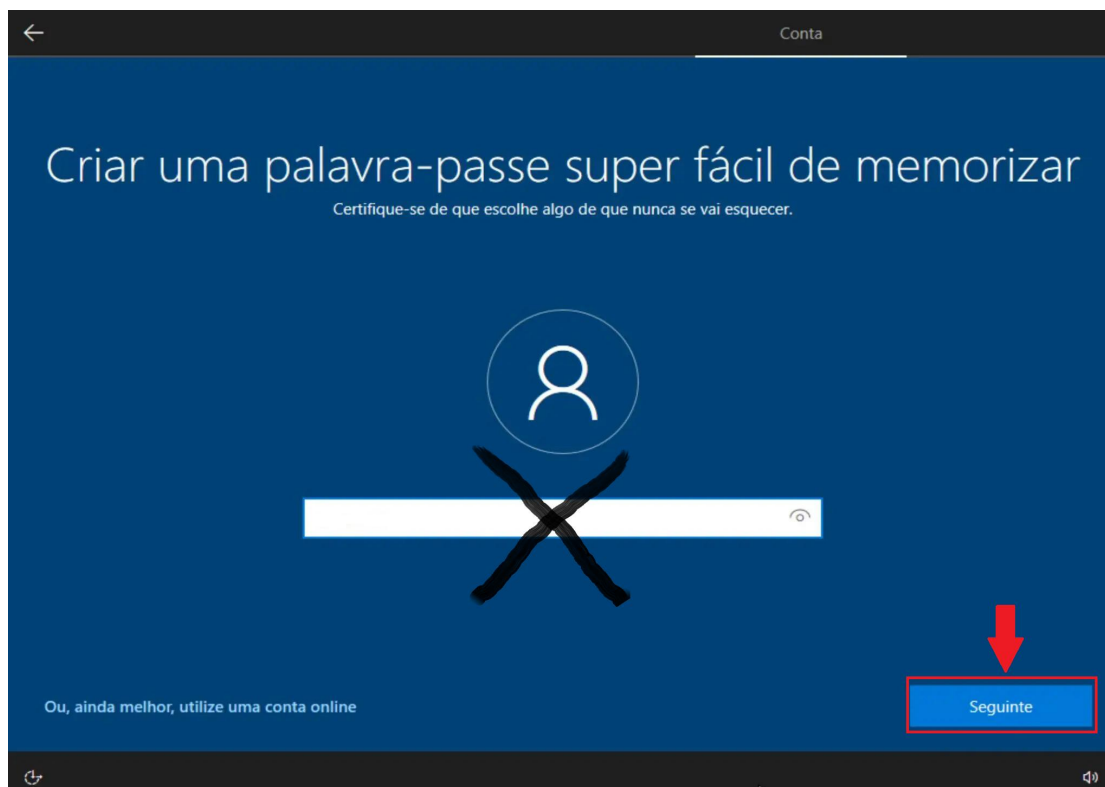 Conta
Criar uma palavra-passe super fácil de memorizar
Certifique-se de que escolhe algo de que nunca se vai esquecer.
Ou, ainda melhor, utilize uma conta online
Seguinte